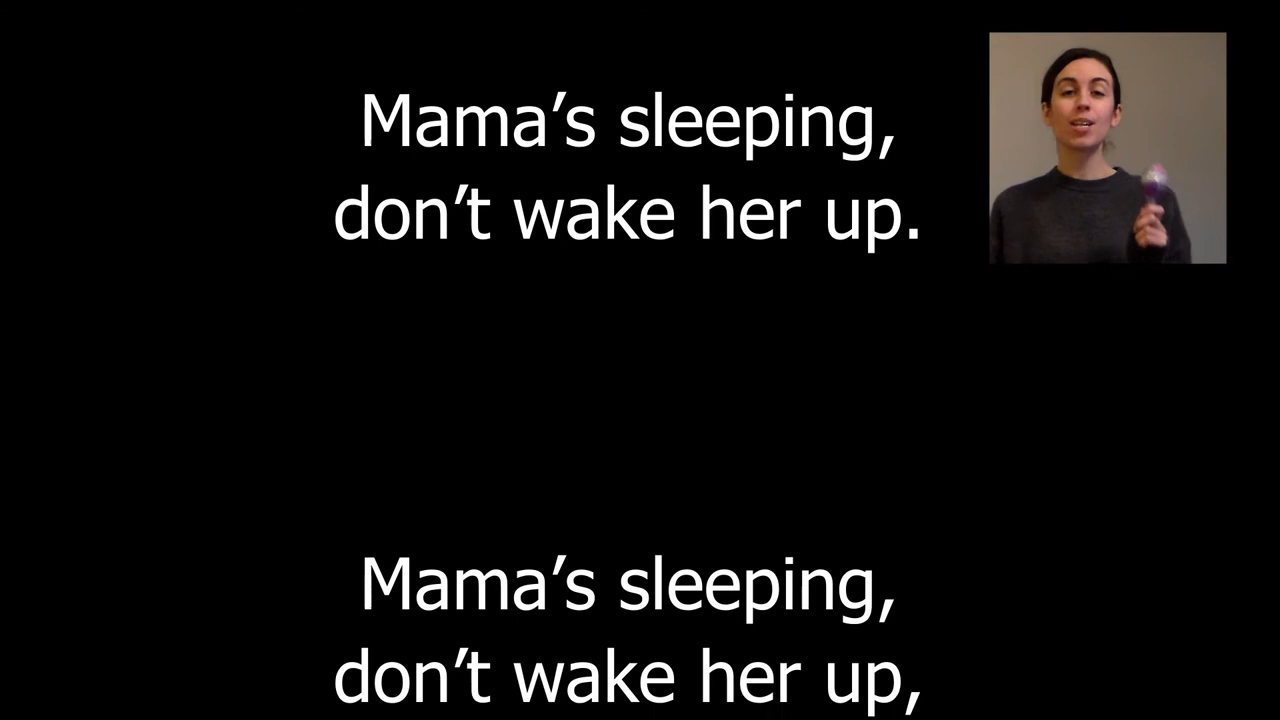 Mama’s sleeping,
don’t wake her up.
Mama’s sleeping,
don’t wake her up,